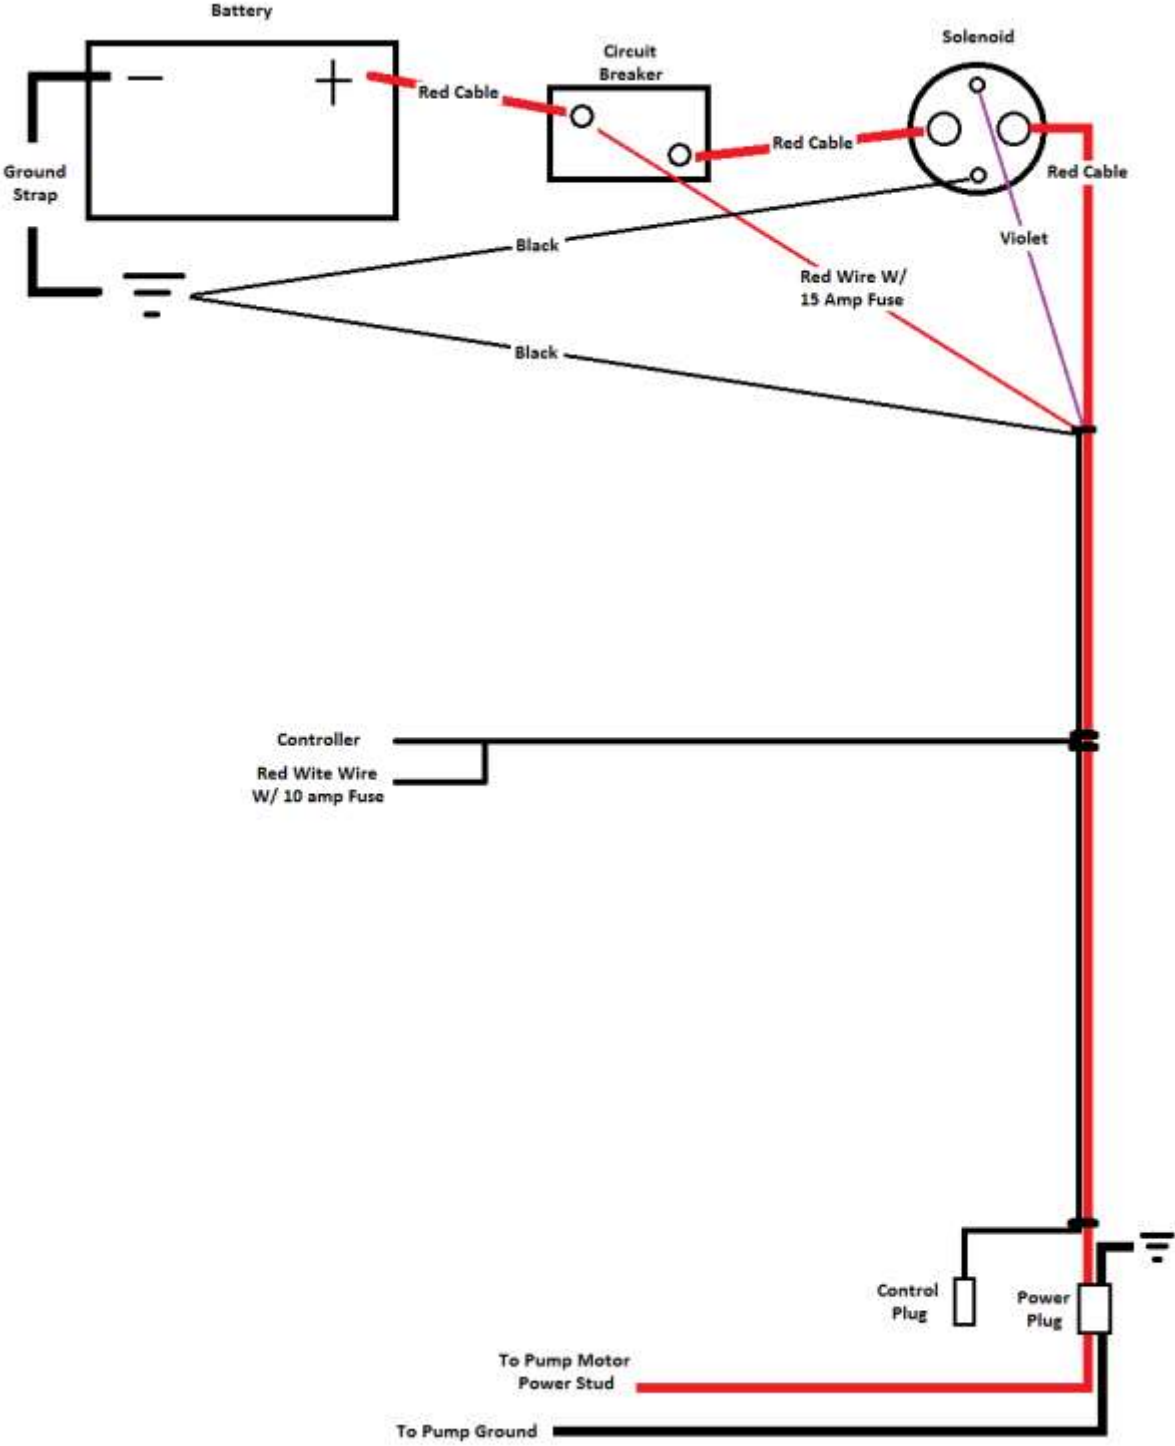 Battery
Solenoid
Circuit
Breaker
Red Cable
Red Cable
Ground
Strap
Red Cable
Violet
Black
Red Wire W/
15 Amp Fuse
Black
Controller
Red Wite Wire
W/ 10 amp Fuse
Control
Plug
Power
Plug
To Pump Motor
Power Stud
To Pump Ground